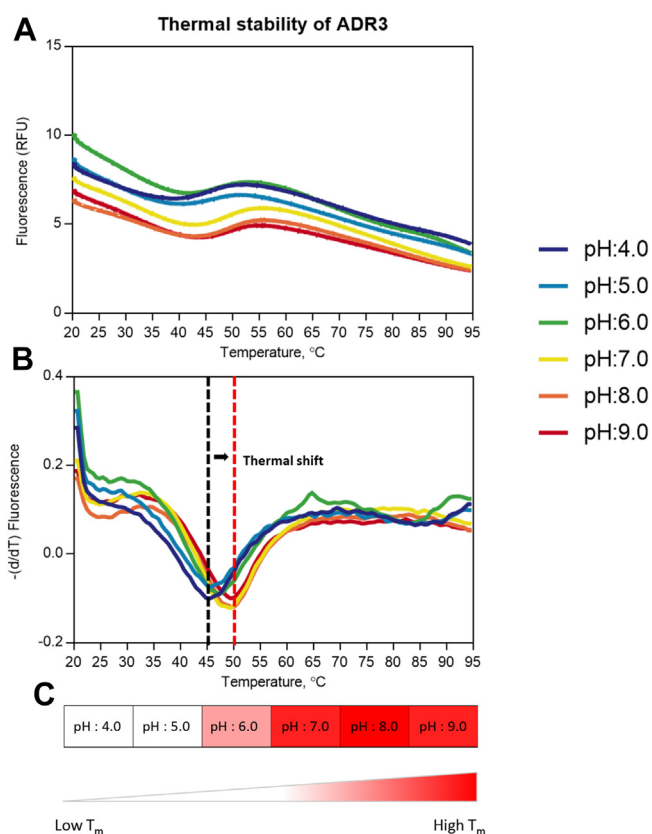 A
Thermal stability of ADR3
15
10
5
0
Fluorescence (RFU)
20 25 30 35 40 45 50 55 60 65 70 75 80 85 90 95
Temperature, °C
pH:4.0
pH:5.0
pH:6.0
pH:7.0
pH:8.0
pH:9.0
B
0.4
0.2
0.0
-0.2
-(d/dT) Fluorescence
Thermal shift
20 25 30 35 40 45 50 55 60 65 70 75 80 85 90 95
Temperature, °C
C
pH : 4.0 pH : 5.0 pH : 6.0 pH : 7.0 pH : 8.0 pH : 9.0
Low Tm High Tm